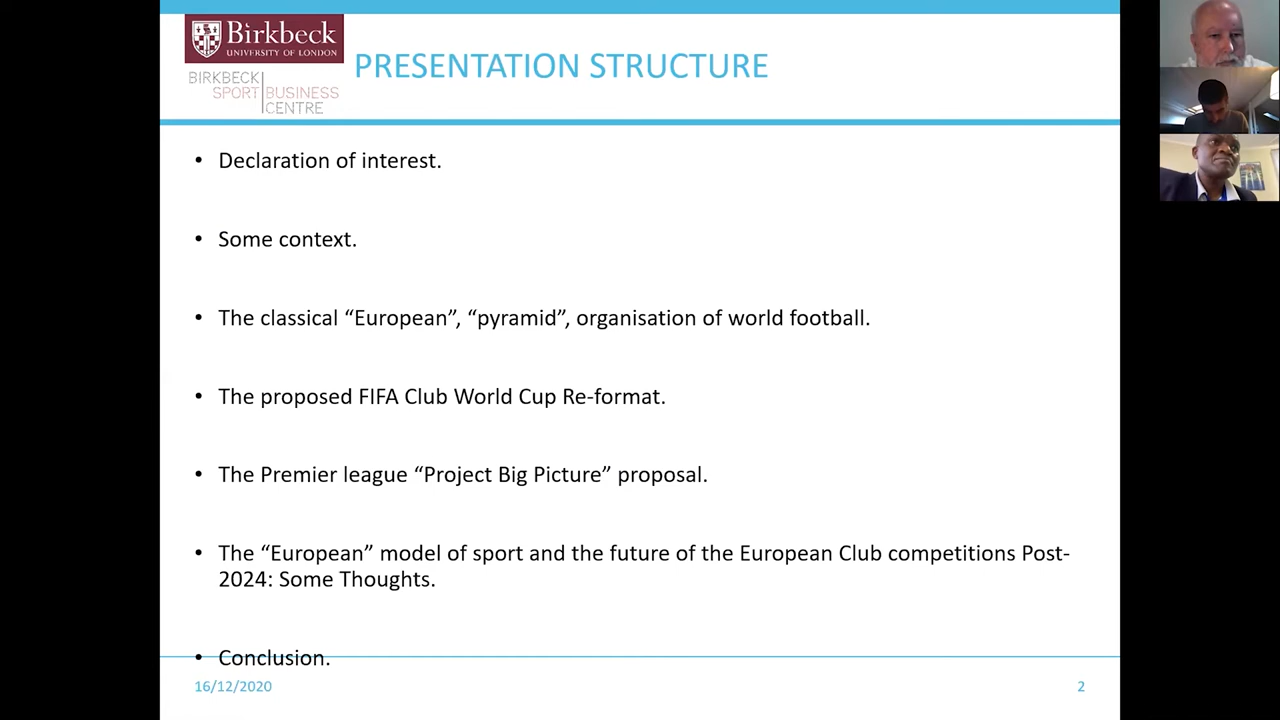 Birkbeck
UNIVERSITY OF LONDON
BIRKBECK
SPORT BUSINESS
CENTRE
PRESENTATION STRUCTURE
• Declaration of interest.
• Some context.
• The classical “European”, “pyramid”, organisation of world football.
• The proposed FIFA Club World Cup Re-format.
• The Premier league “Project Big Picture” proposal.
• The “European” model of sport and the future of the European Club competitions Post-
2024: Some Thoughts.
• Conclusion.
16/12/2020
2